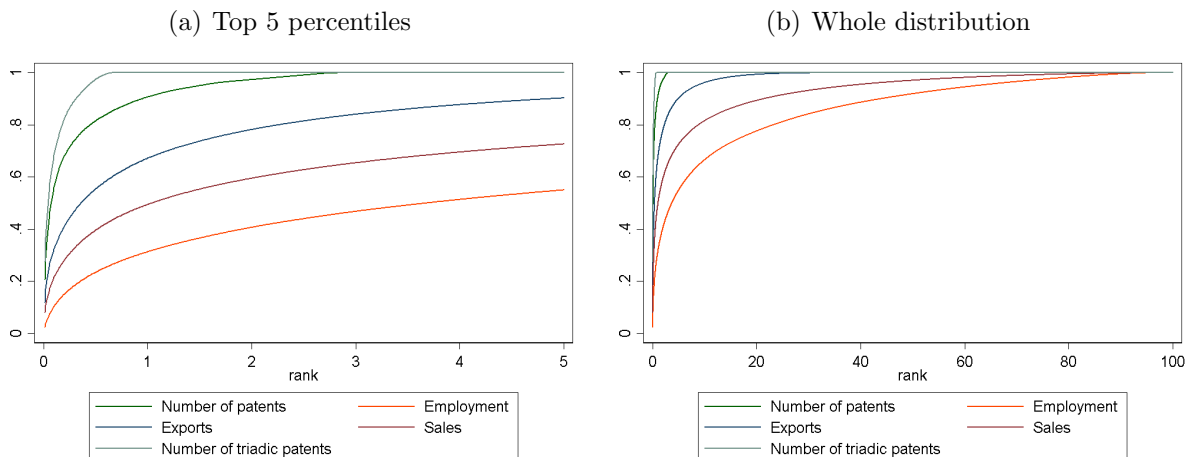 (a) Top 5 percentiles
1
.8
.6
.4
.2
0
0 1 2 3 4 5
rank
Number of patents Employment
Exports Sales
Number of triadic patents
(b) Whole distribution
1
.8
.6
.4
.2
0
0 20 40 60 80 100
rank
Number of patents Employment
Exports Sales
Number of triadic patents